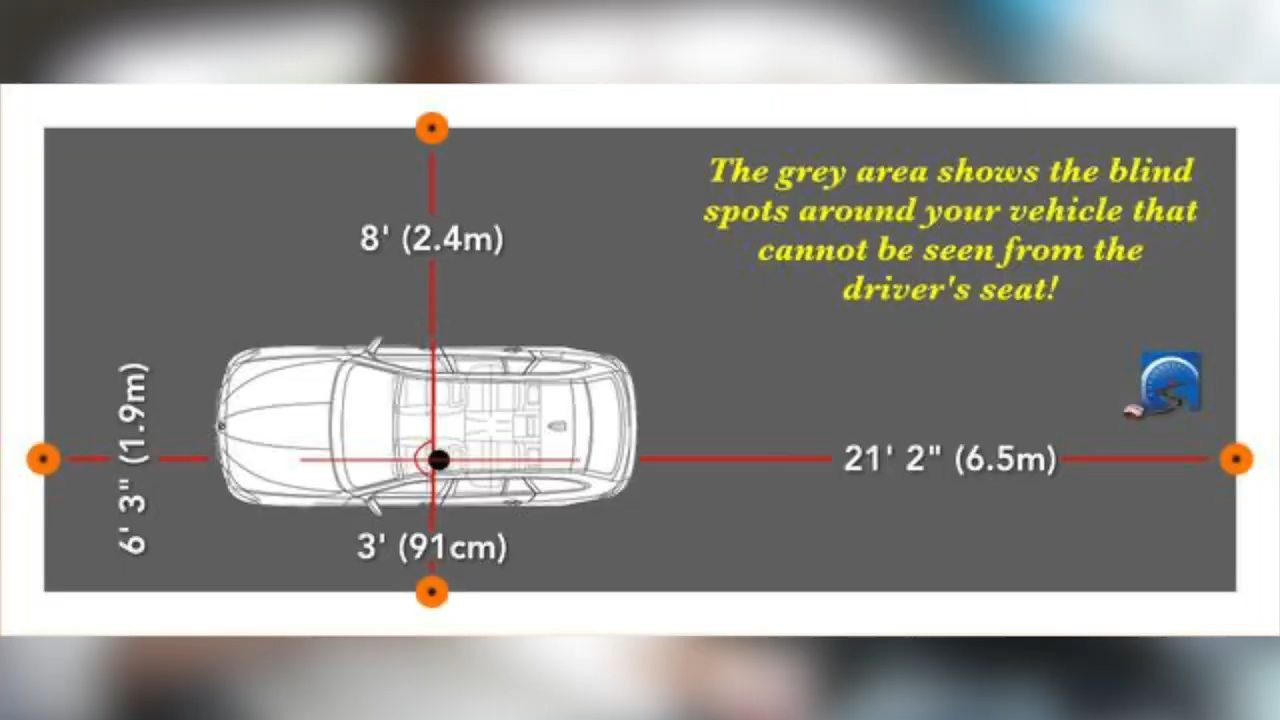 The grey area shows the blind
spots around your vehicle that
cannot be seen from the
driver's seat!
8' (2.4m)
6' 3" (1.9m)
21' 2" (6.5m)
3' (91cm)